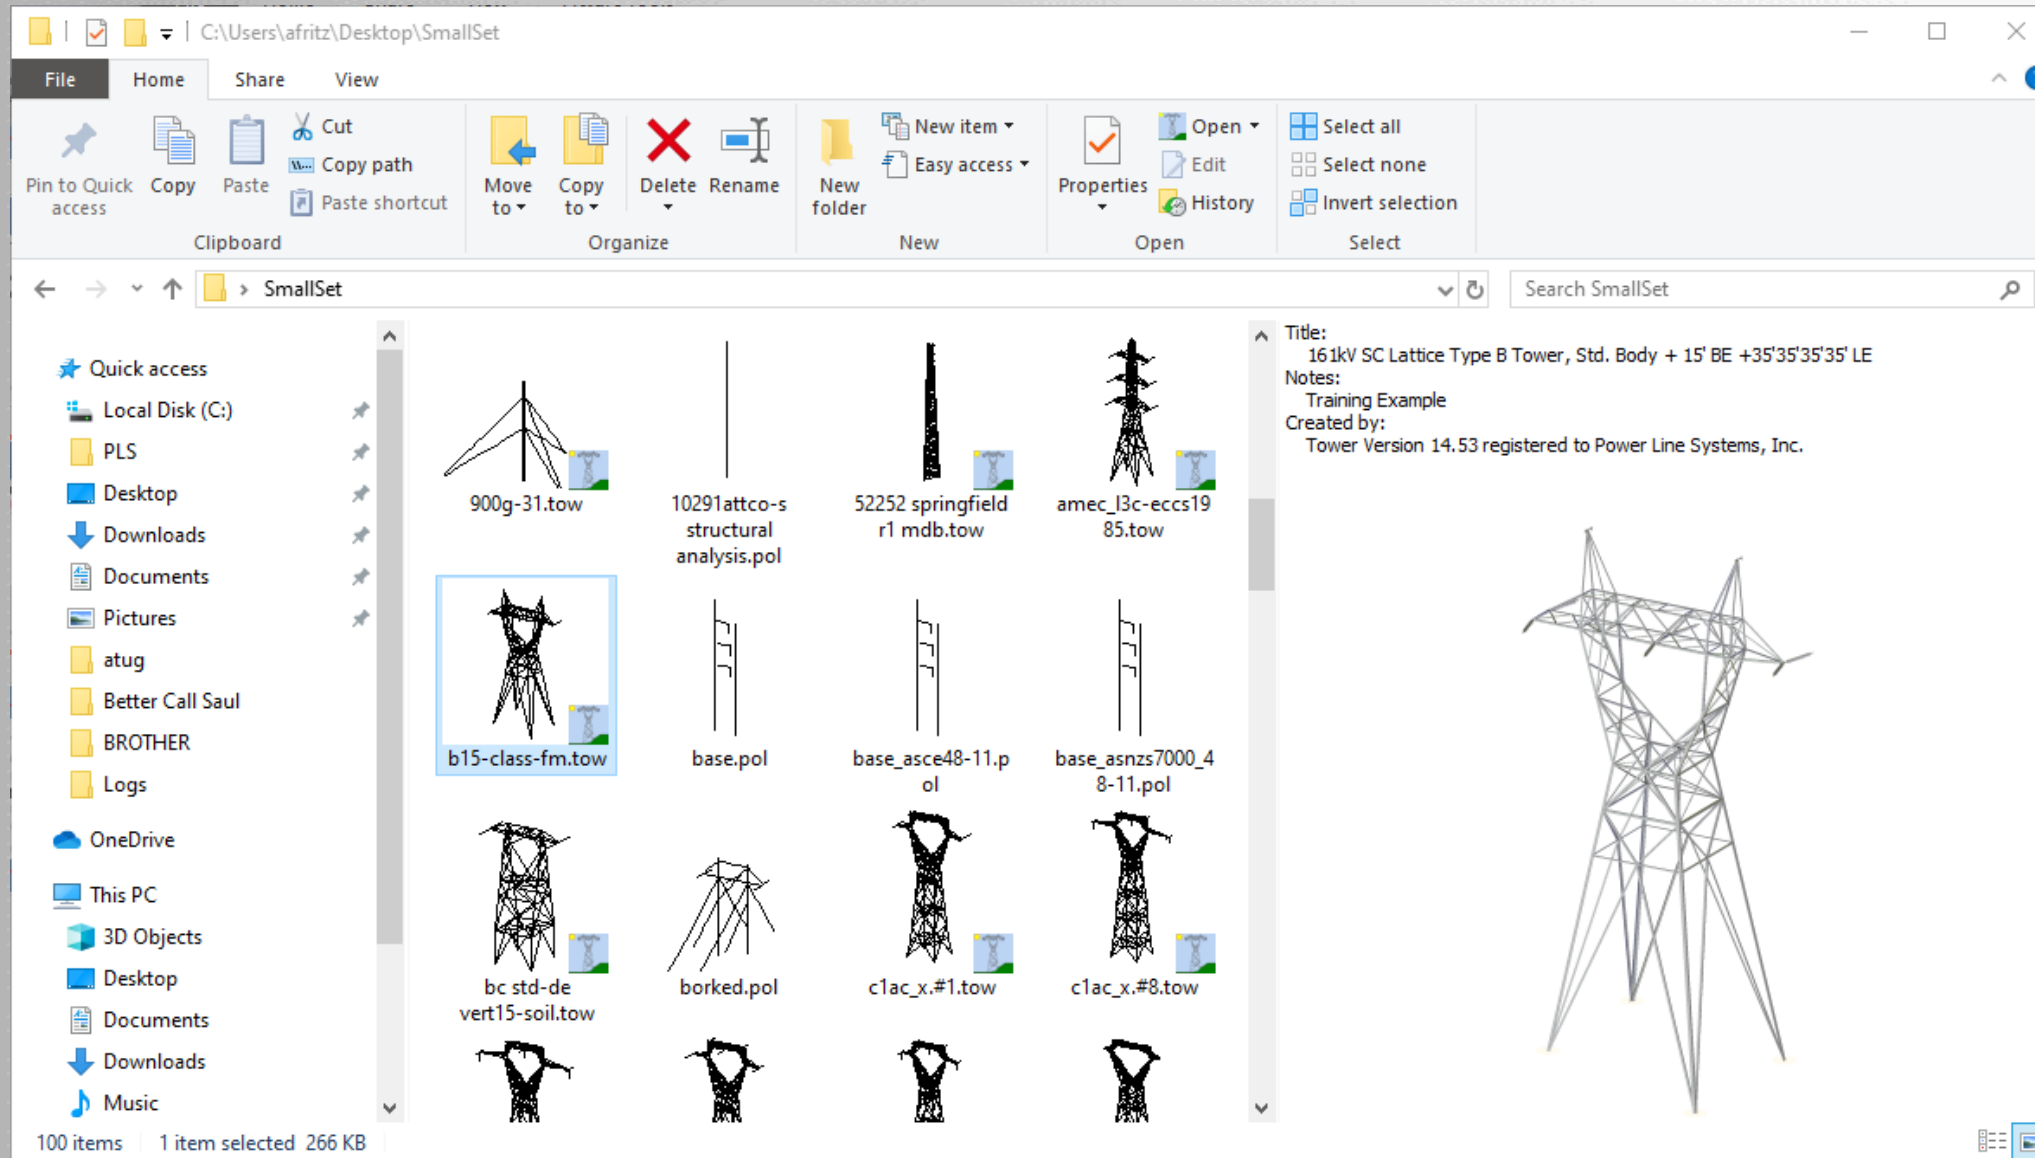 C:\Users\afritz\Desktop\SmallSet
File Home Share View
Pin to Quick access
Copy
Paste
Cut
W... Copy path
Paste shortcut
Clipboard
Move to
Copy to
Delete
Rename
Organize
New folder
New item
Easy access
New
Properties
Open
Edit
History
Open
Select all
Select none
Invert selection
Select
SmallSet
Search SmallSet
Quick access
Local Disk (C:)
PLS
Desktop
Downloads
Documents
Pictures
atug
Better Call Saul
BROTHER
Logs
OneDrive
This PC
3D Objects
Desktop
Documents
Downloads
Music
900g-31.tow
10291attco-s
structural
analysis.pol
52252 springfield
r1 mdb.tow
amec_l3c-eccs19
85.tow
b15-class-fm.tow
base.pol
base_asce48-11.p
ol
base_asnzs7000_4
8-11.pol
bc std-de
vert15-soil.tow
borked.pol
c1ac_x.#1.tow
c1ac_x.#8.tow
Title:
161kV SC Lattice Type B Tower, Std. Body + 15' BE +35'35'35'35' LE
Notes:
Training Example
Created by:
Tower Version 14.53 registered to Power Line Systems, Inc.
100 items 1 item selected 266 KB